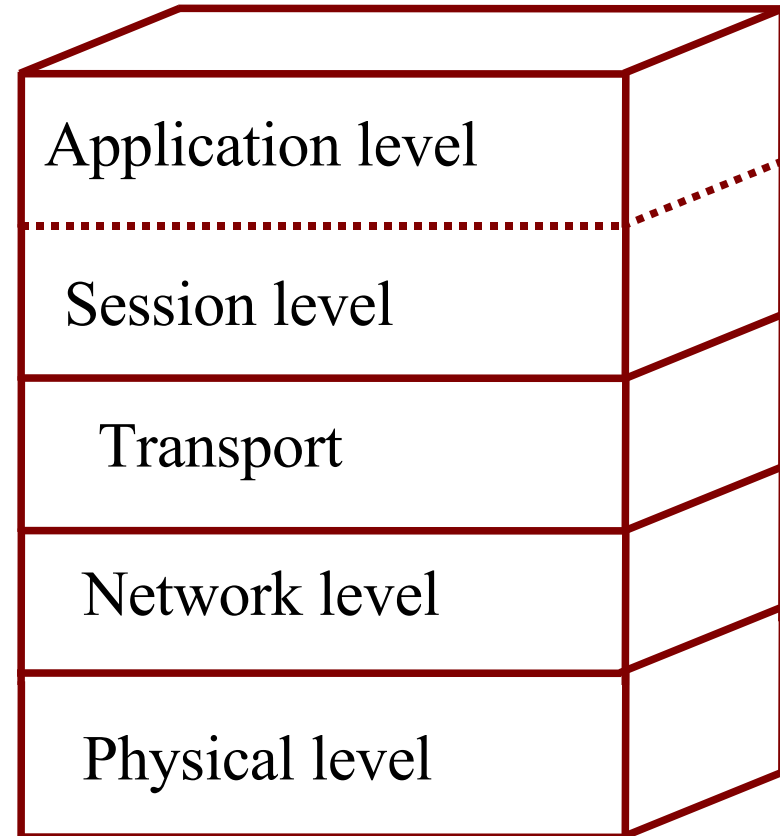 Application level
Session level
Transport
Network level
Physical level